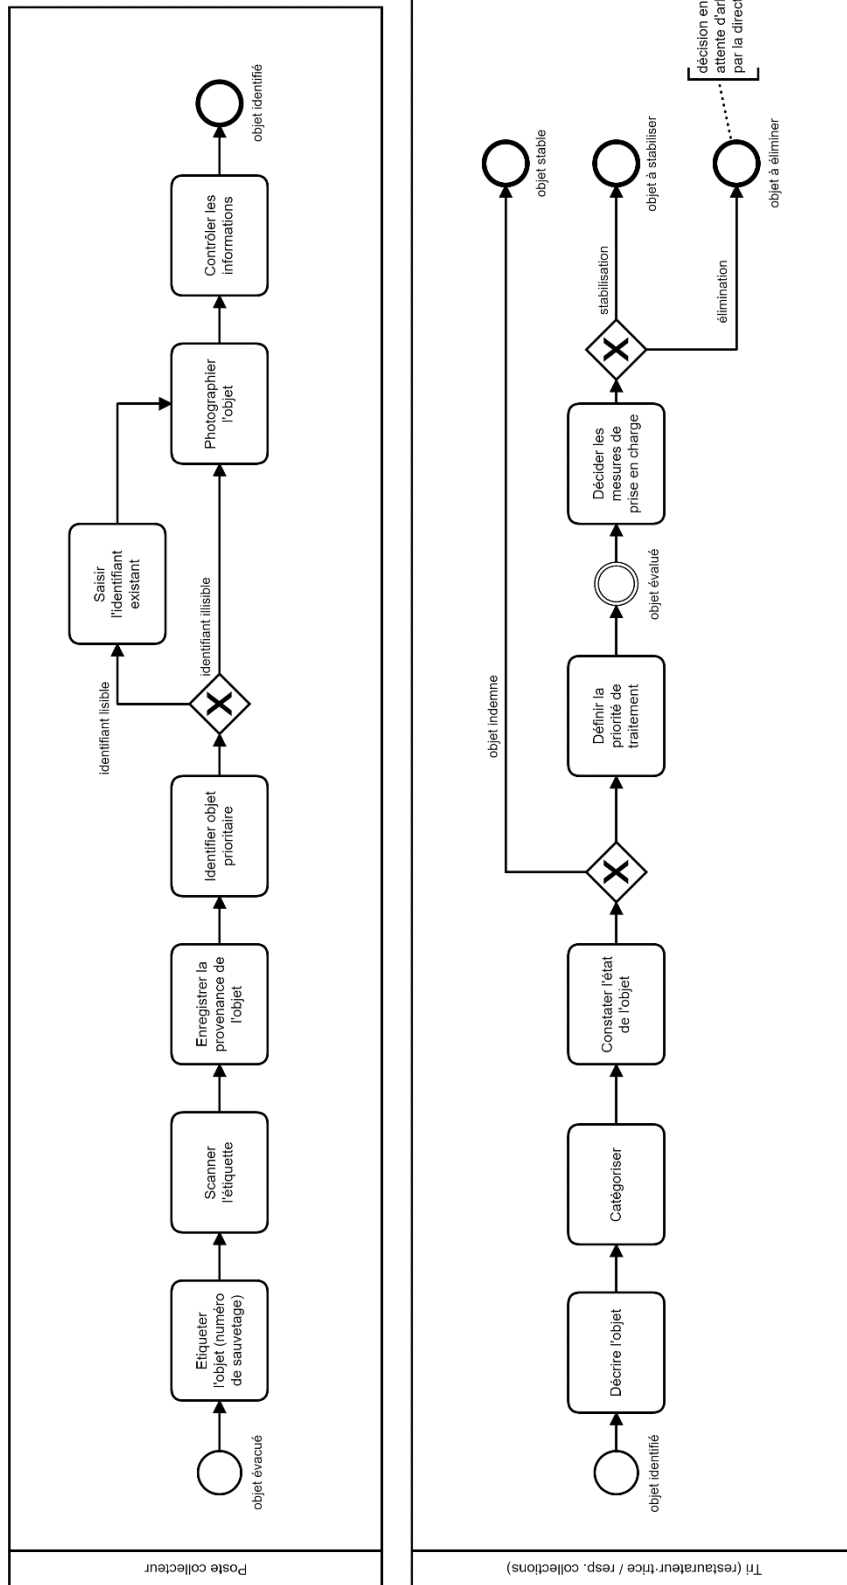 Poste collecteur
objet évacué
Etiqueter
l'objet (numéro
de sauvetage)
Scanner
l'étiquette
Enregistrer la
provenance de
l'objet
Identifier objet
prioritaire
identifiant lisible
Saisir
l'identifiant
existant
identifiant illisible
Photographier
l'objet
Contrôler les
informations
objet identifié
Tri (restaurateur·trice / resp. collections)
objet identifié
Décrire l'objet
Catégoriser
Constater l'état
de l'objet
objet indemne
objet stable
Définir la
priorité de
traitement
objet évalué
Décider les
mesures de
prise en charge
stabilisation
objet à stabiliser
élimination
objet à éliminer
décision en
attente d'ar
par la direct